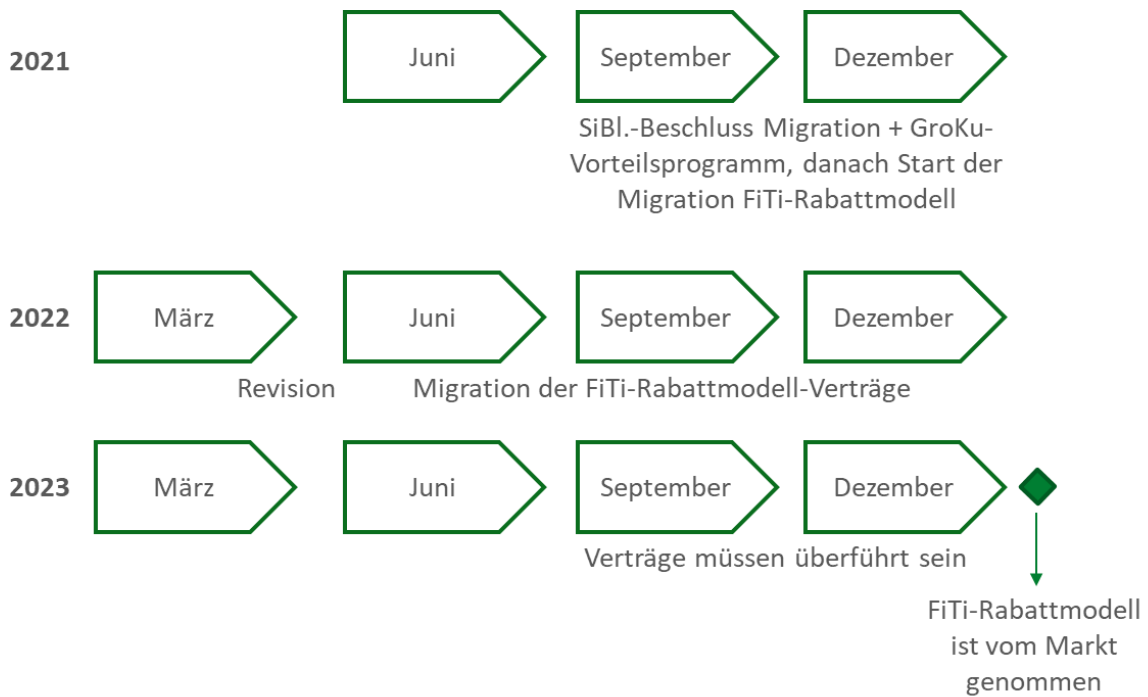 2021
Juni
September
Dezember
SiBl.-Beschluss Migration + GroKu-
Vorteilsprogramm, danach Start der
Migration FiTi-Rabattmodell
2022
März
Juni
September
Dezember
Revision
Migration der FiTi-Rabattmodell-Verträge
2023
März
Juni
September
Dezember
Verträge müssen überführt sein
FiTi-Rabattmodell
ist vom Markt
genommen